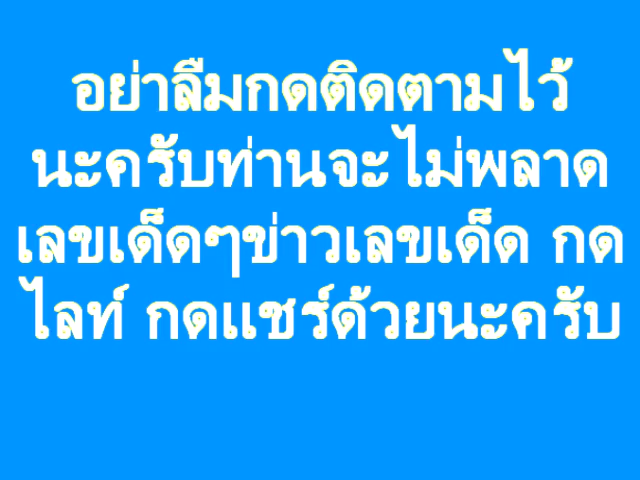 อย่าลืมกดติดตามไว้
นะครับท่านจะไม่พลาด
เลขเด็ดๆข่าวเลขเด็ด กด
ไลท์ กดแชร์ด้วยนะครับ